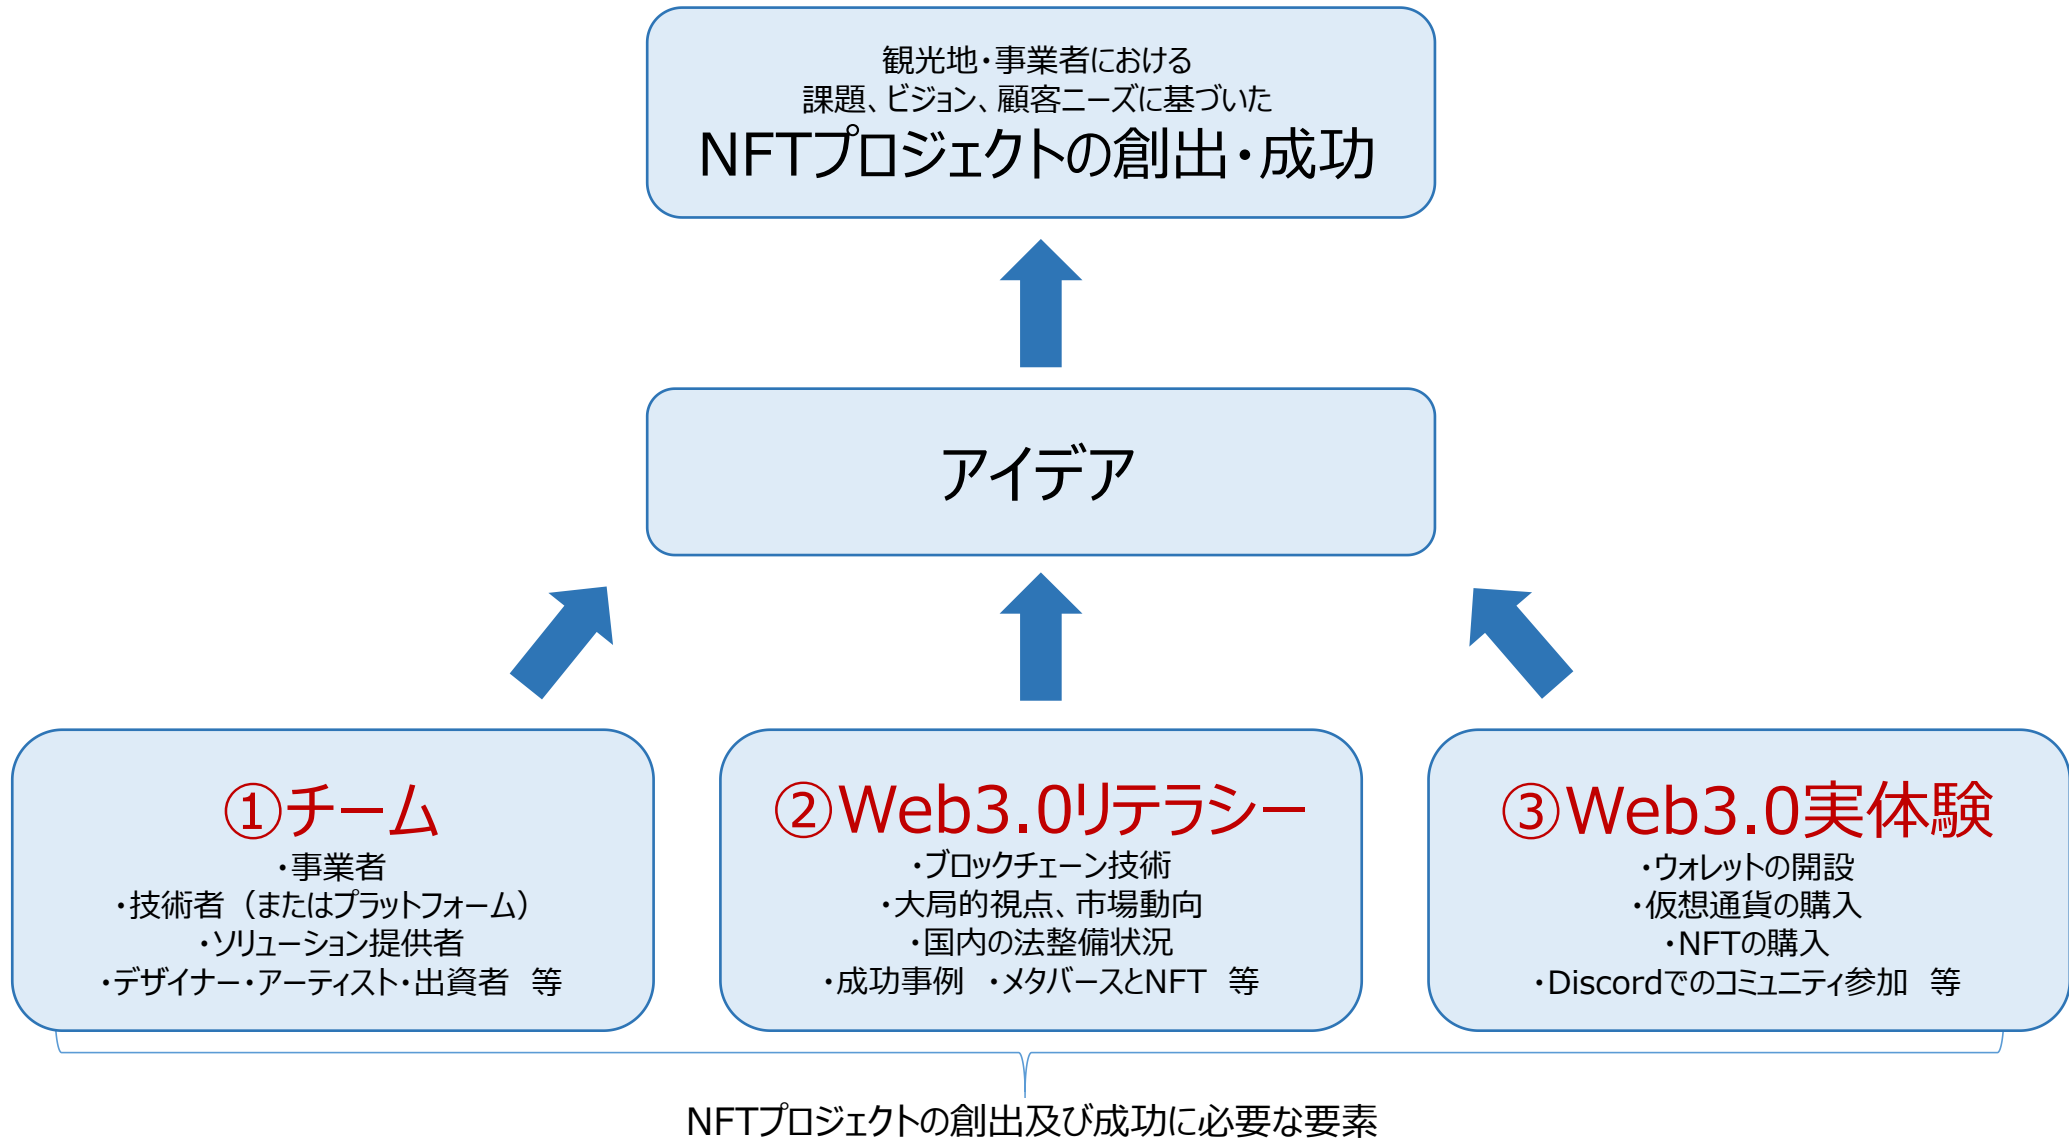 観光地・事業者における
課題、ビジョン、顧客ニーズに基づいた
NFTプロジェクトの創出・成功
アイデア
①チーム
・事業者
・技術者（またはプラットフォーム）
・ソリューション提供者
・デザイナー・アーティスト・出資者　等
②Web3.0リテラシー
・ブロックチェーン技術
・大局的視点、市場動向
・国内の法整備状況
・成功事例　・メタバースとNFT　等
③Web3.0実体験
・ウォレットの開設
・仮想通貨の購入
・NFTの購入
・Discordでのコミュニティ参加　等
NFTプロジェクトの創出及び成功に必要な要素